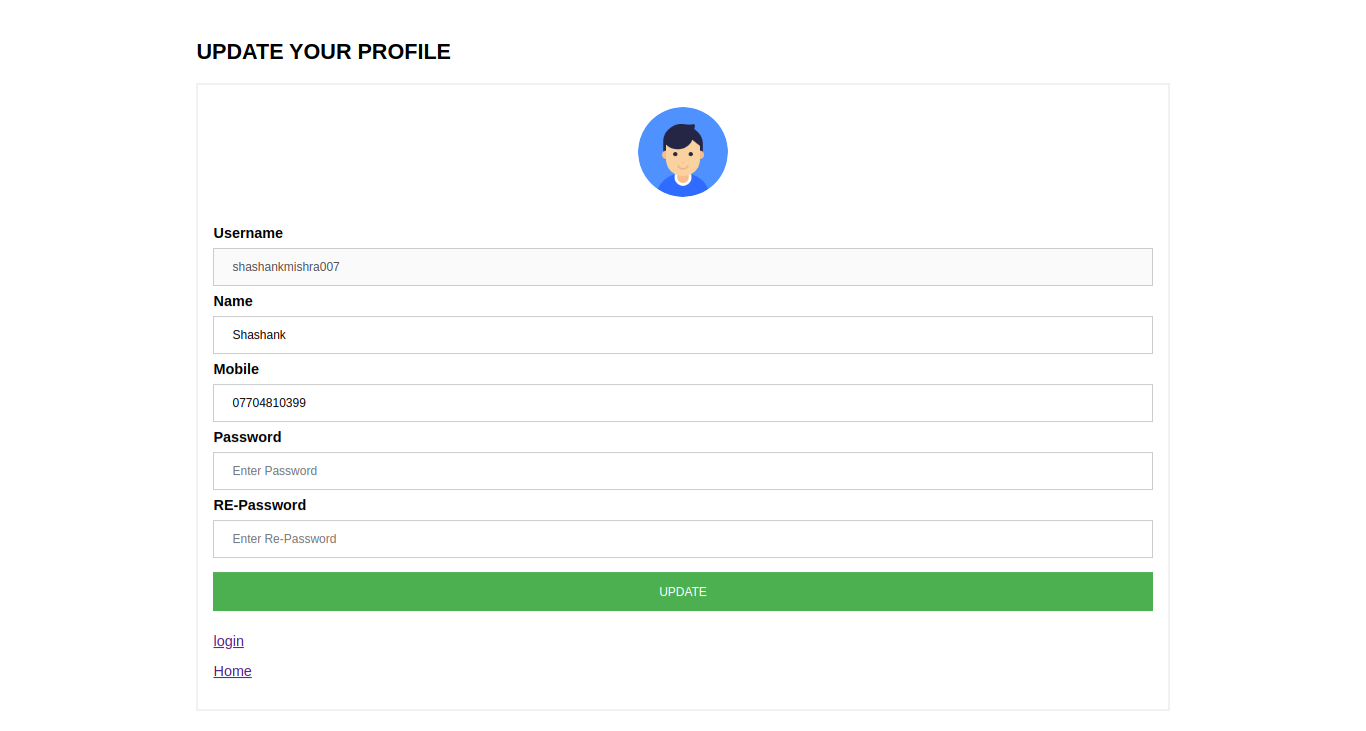 UPDATE YOUR PROFILE
Username
shashankmishra007
Name
Shashank
Mobile
07704810399
Password
Enter Password
RE-Password
Enter Re-Password
UPDATE
login
Home